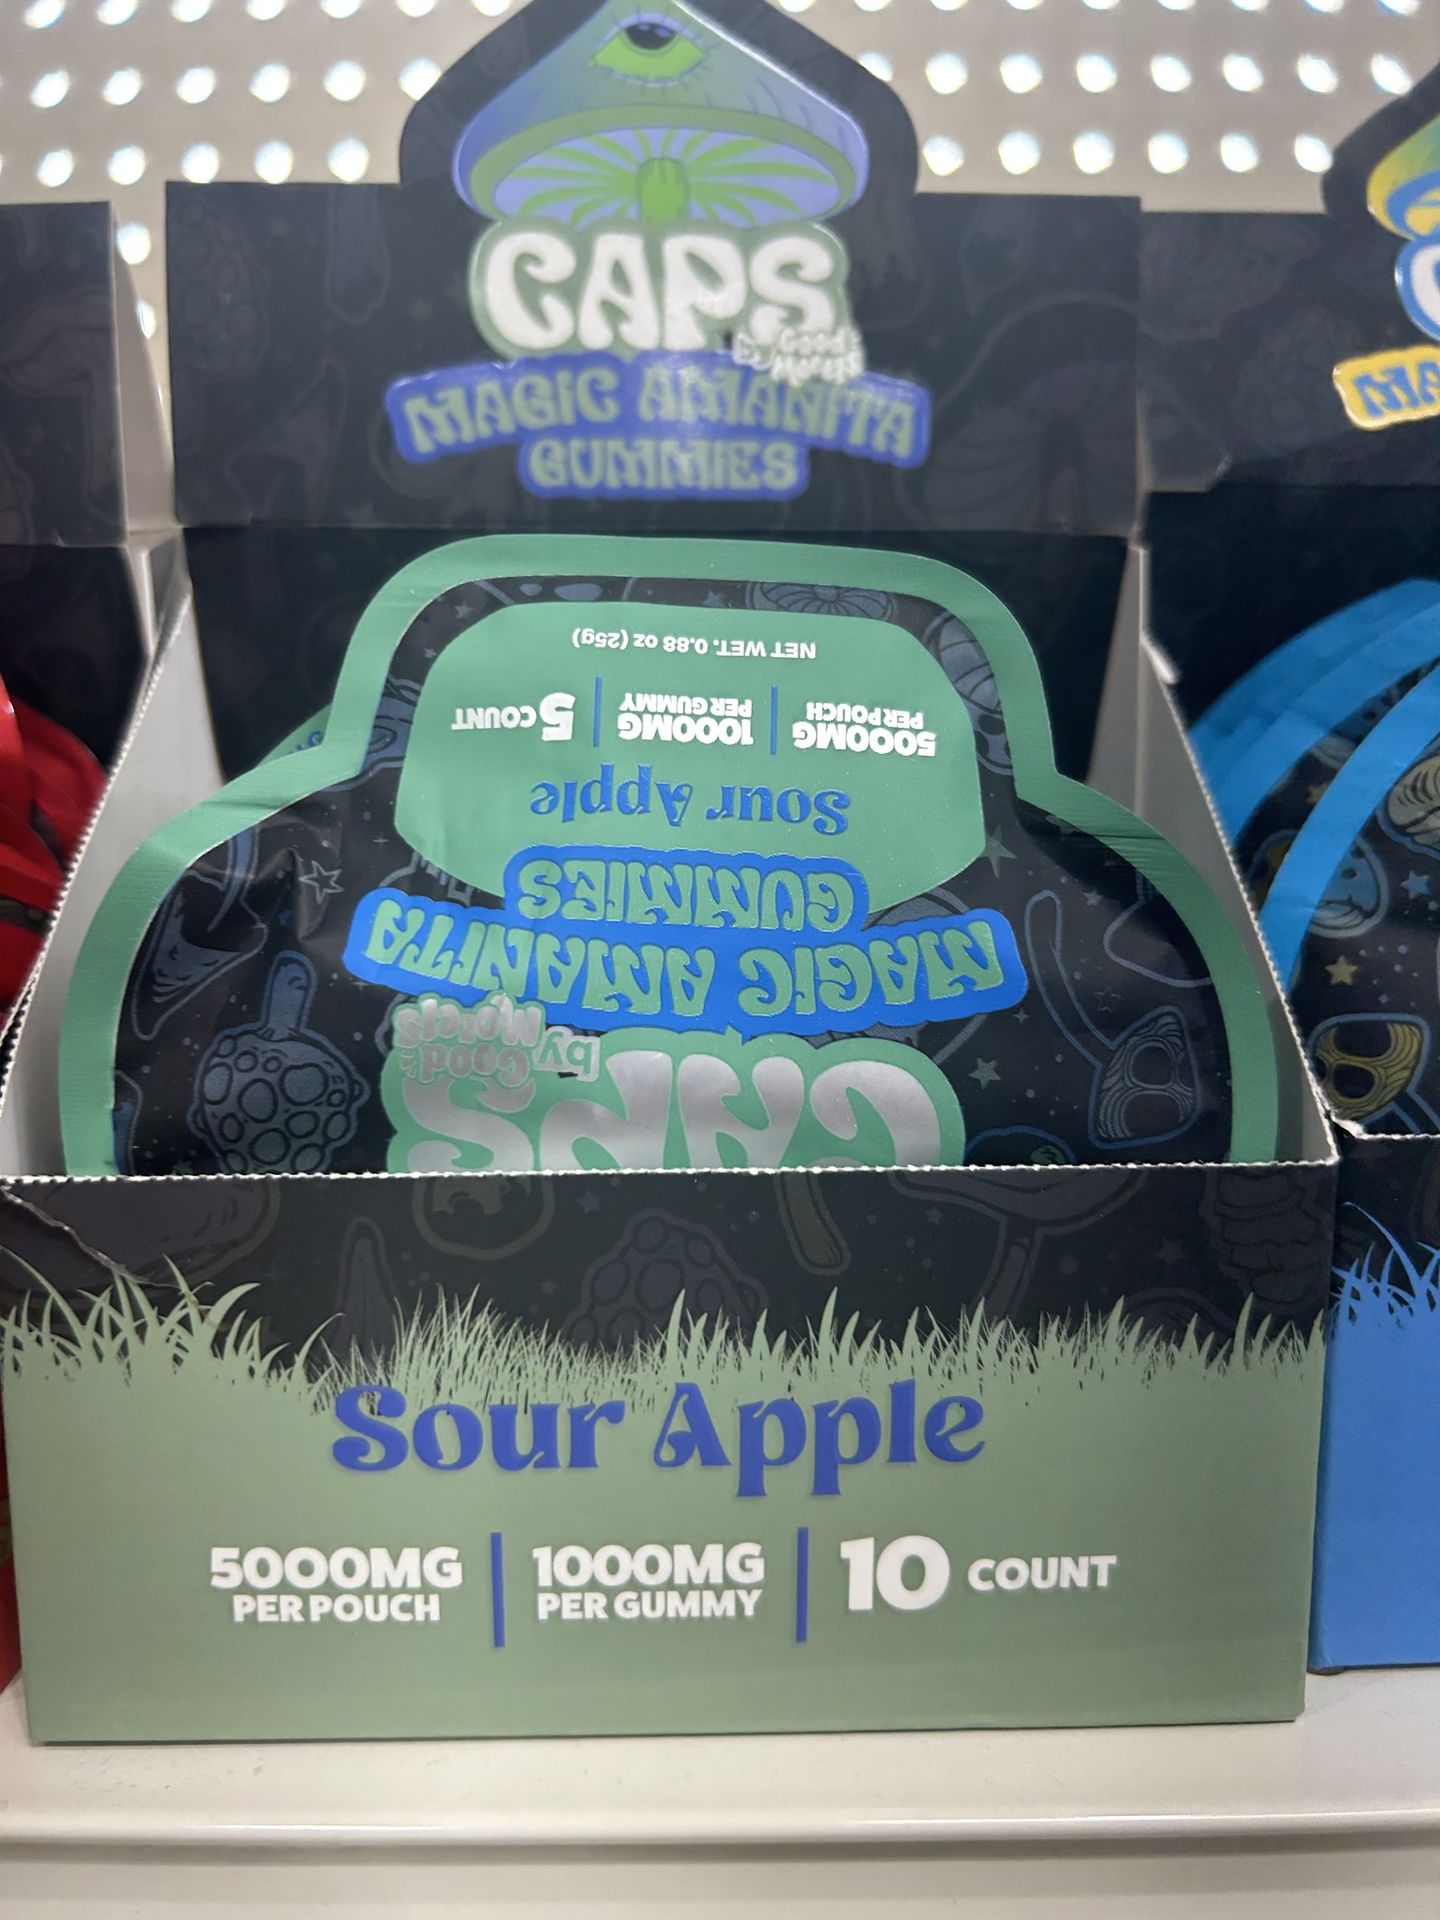 CAPS
by Good Morels
MAGIC AMANITA
GUMMIES
NET WET. 0.88 oz (25g)
5000MG PER POUCH | 1000MG PER GUMMY | 5 COUNT
Sour Apple
MAGIC AMANITA
GUMMIES
CAPS
by Good Morels
Sour Apple
5000MG PER POUCH | 1000MG PER GUMMY | 10 COUNT
MA